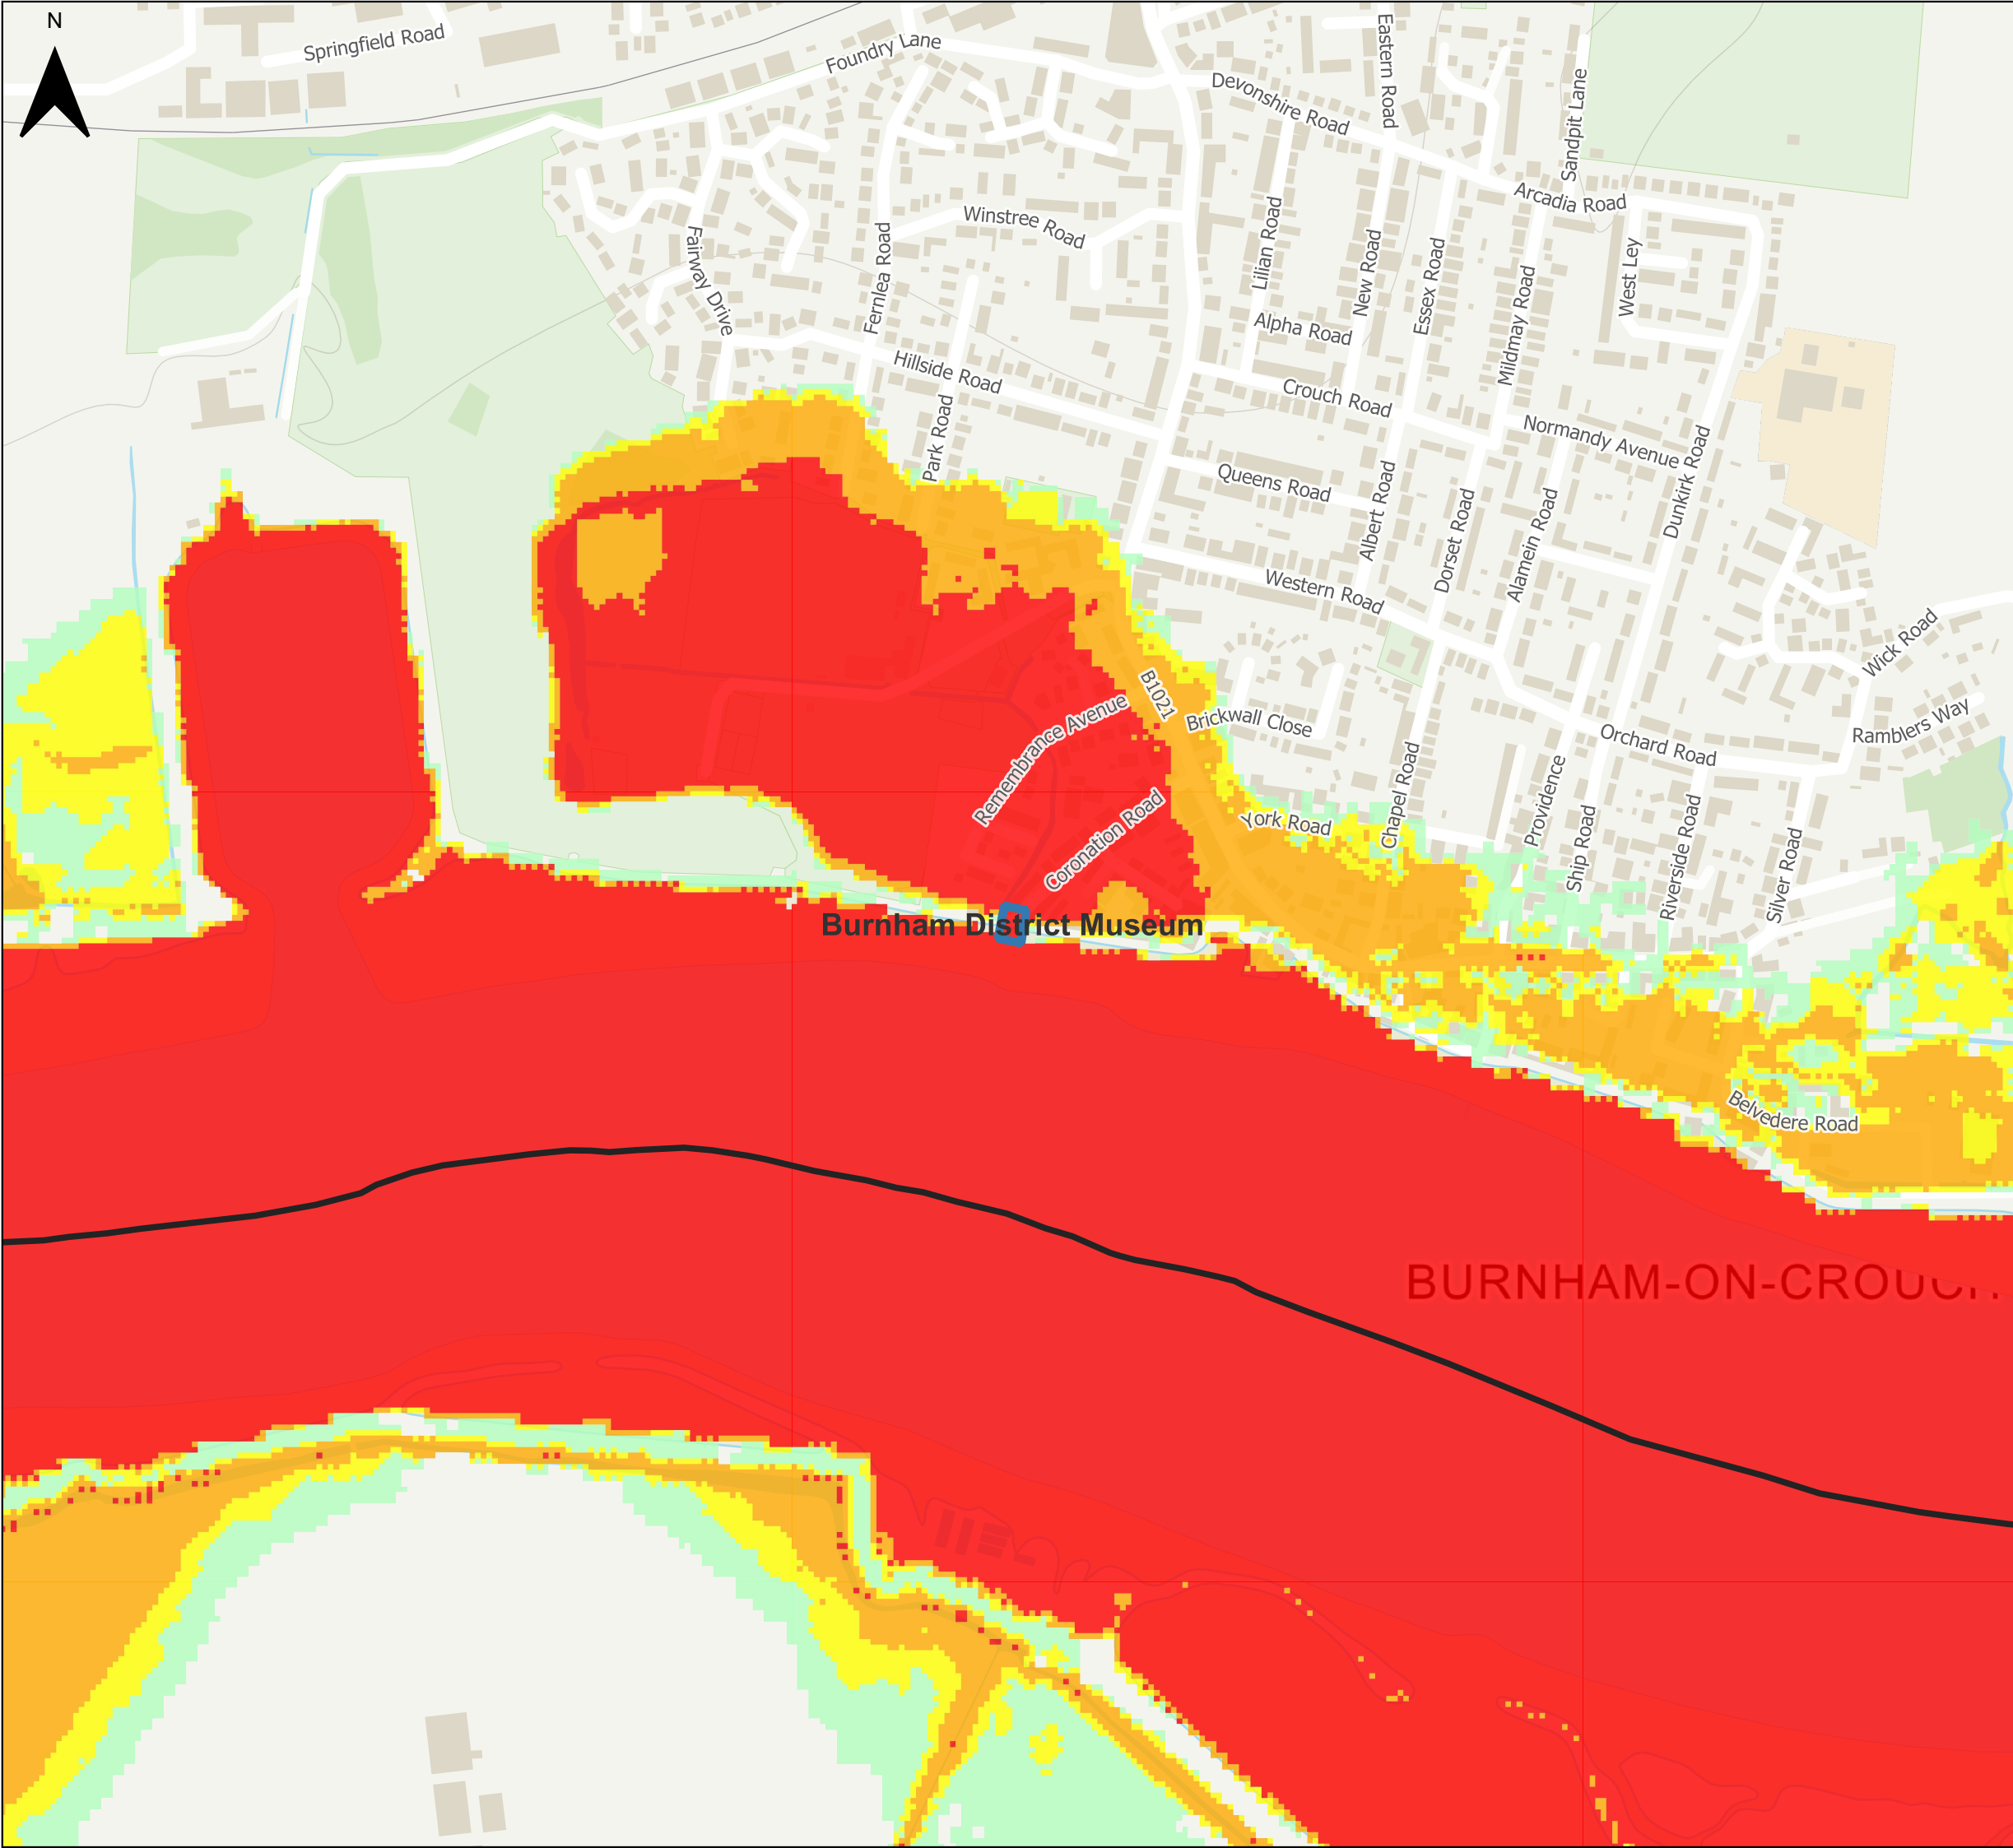 N
Springfield Road
Foundry Lane
Eastern Road
Devonshire Road
Sandpit Lane
Arcadia Road
Winstree Road
Lilian Road
Fairway Drive
Fernlea Road
New Road
Essex Road
West Ley
Mildmay Road
Alpha Road
Hillside Road
Crouch Road
Park Road
Normandy Avenue
Dunkirk Road
Queens Road
Albert Road
Dorset Road
Alamein Road
Western Road
Wick Road
B1021
Remembrance Avenue
Brickwall Close
Ramblers Way
Orchard Road
Chapel Road
Coronation Road
York Road
Providence
Ship Road
Riverside Road
Silver Road
Burnham District Museum
Belvedere Road
BURNHAM-ON-CROUCH